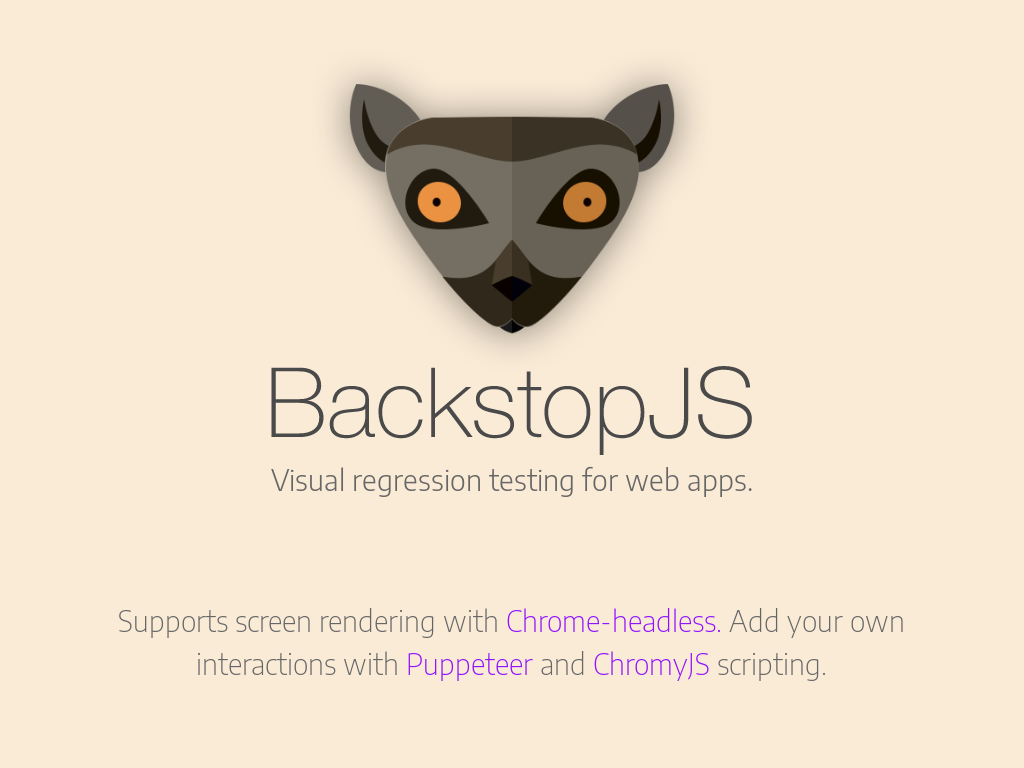 BackstopJS
Visual regression testing for web apps.
Supports screen rendering with Chrome-headless. Add your own
interactions with Puppeteer and ChromyJS scripting.